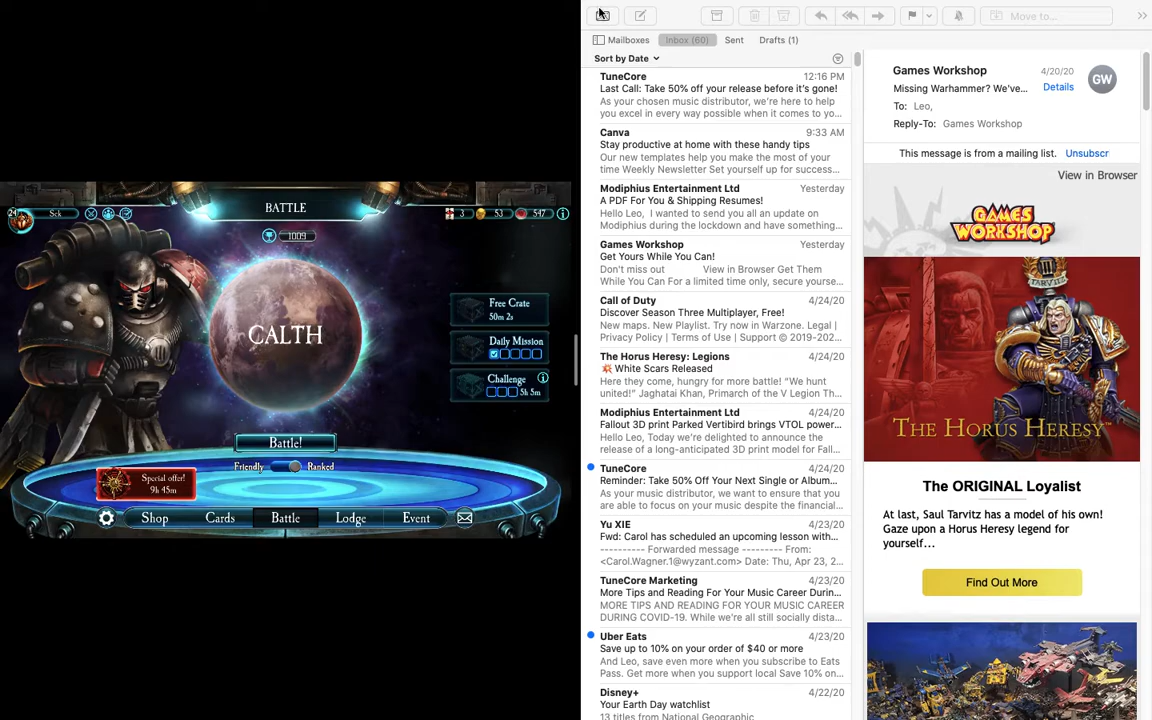 BATTLE
24
Sck
3
53
547
1009
CALTH
Free Crate
50m 2s
Daily Mission
Challenge
5h 5m
Battle!
Friendly
Ranked
Special offer!
9h 45m
Shop
Cards
Battle
Lodge
Event
Move to...
Mailboxes
Inbox (60)
Sent
Drafts (1)
Sort by Date
TuneCore 12:16 PM
Last Call: Take 50% off your release before it's gone!
As your chosen music distributor, we're here to help
you excel in every way possible when it comes to yo...
Canva 9:33 AM
Stay productive at home with these handy tips
Our new templates help you make the most of your
time Weekly Newsletter Set yourself up for success...
Modiphius Entertainment Ltd Yesterday
A PDF For You & Shipping Resumes!
Hello Leo, I wanted to send you all an update on
Modiphius during the lockdown and have something...
Games Workshop Yesterday
Get Yours While You Can!
Don't miss out View in Browser Get Them
While You Can For a limited time only, secure yourse...
Call of Duty 4/24/20
Discover Season Three Multiplayer, Free!
New maps. New Playlist. Try now in Warzone. Legal |
Privacy Policy | Terms of Use | Support © 2019-202...
The Horus Heresy: Legions 4/24/20
💥 White Scars Released
Here they come, hungry for more battle! "We hunt
united!" Jaghatai Khan, Primarch of the V Legion Th...
Modiphius Entertainment Ltd 4/24/20
Fallout 3D print Parked Vertibird brings VTOL power...
Hello Leo, Today we're delighted to announce the
release of a long-anticipated 3D print model for Fall...
TuneCore 4/24/20
Reminder: Take 50% Off Your Next Single or Album...
As your music distributor, we want to ensure that you
are able to focus on your music despite the financial...
Yu XIE 4/23/20
Fwd: Carol has scheduled an upcoming lesson with...
---------- Forwarded message --------- From:
<Carol.Wagner.1@wyzant.com> Date: Thu, Apr 23, 2...
TuneCore Marketing 4/23/20
More Tips and Reading For Your Music Career Durin...
MORE TIPS AND READING FOR YOUR MUSIC CAREER
DURING COVID-19. While we're all still socially dista...
Uber Eats 4/23/20
Save up to 10% on your order of $40 or more
And Leo, save even more when you subscribe to Eats
Pass. Get more when you support local Save 10% on...
Disney+ 4/22/20
Your Earth Day watchlist
13 titles from National Geographic
Games Workshop 4/20/20
GW
Missing Warhammer? We've... Details
To: Leo,
Reply-To: Games Workshop
This message is from a mailing list. Unsubscr
View in Browser
GAMES
WORKSHOP
TARVITZ
THE HORUS HERESY™
The ORIGINAL Loyalist
At last, Saul Tarvitz has a model of his own!
Gaze upon a Horus Heresy legend for
yourself...
Find Out More